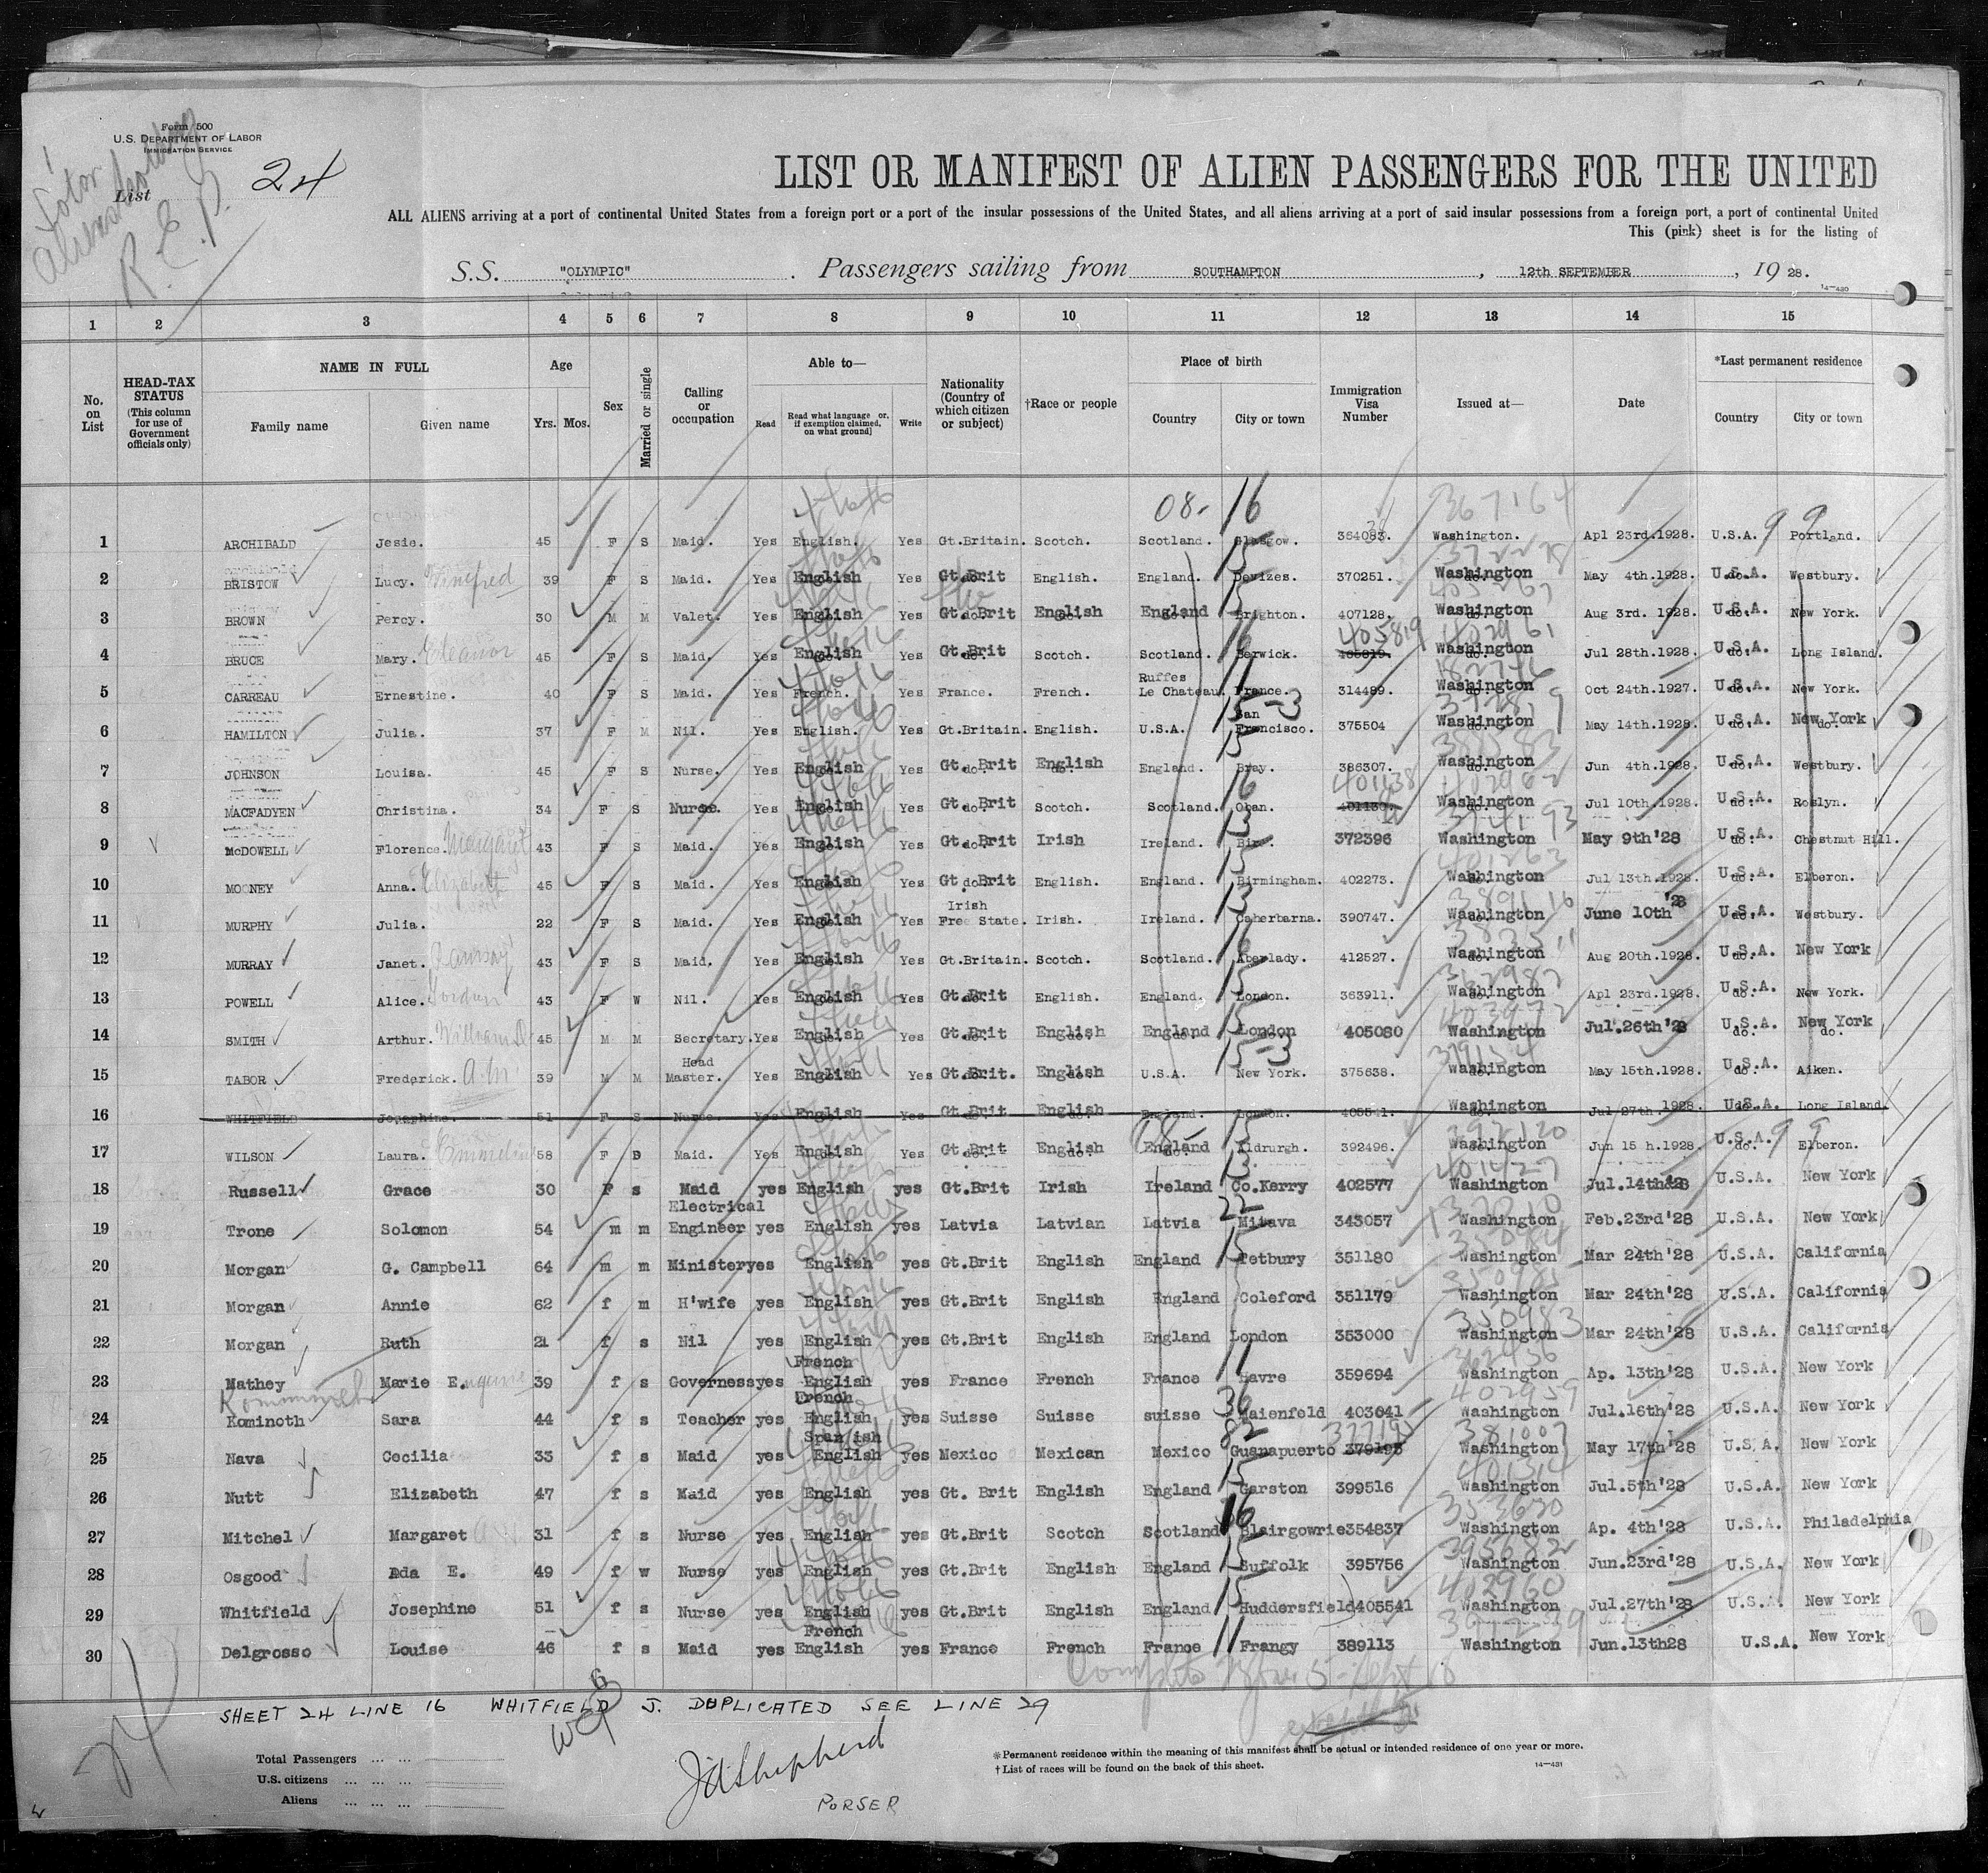 Form 500
U.S. DEPARTMENT OF LABOR
IMMIGRATION SERVICE
List 24
R.E.P.
LIST OR MANIFEST OF ALIEN PASSENGERS FOR THE UNITED
ALL ALIENS arriving at a port of continental United States from a foreign port or a port of the insular possessions of the United States, and all aliens arriving at a port of said insular possessions from a foreign port, a port of continental United
This (pink) sheet is for the listing of
S.S. "OLYMPIC". Passengers sailing from SOUTHAMPTON, 12th SEPTEMBER, 1928.
14—430
1 2 3 4 5 6 7 8 9 10 11 12 13 14 15
No. on List HEAD-TAX STATUS (This column for use of Government officials only) NAME IN FULL Family name Given name Age Yrs. Mos. Sex Married or single Calling or occupation Able to— Read Read what language or, if exemption claimed, on what ground] Write Nationality (Country of which citizen or subject) †Race or people Place of birth Country City or town Immigration Visa Number Issued at— Date *Last permanent residence Country City or town
08- 16 367164
1 ARCHIBALD Jesie. 45 F S Maid. Yes English. Yes Gt.Britain. Scotch. Scotland. Glasgow. 364083. Washington. Apl 23rd.1928. U.S.A. 99 Portland.
2 BRISTOW Lucy. Winifred 39 F S Maid. Yes English Yes Gt.Brit English. England. Devizes. 370251. Washington May 4th.1928. U.S.A. Westbury.
3 BROWN Percy. 30 M M Valet. Yes English Yes Gt.Brit English England Brighton. 407128. Washington Aug 3rd. 1928. U.S.A. New York.
405819 402961
4 BRUCE Mary. Eleanor 45 F S Maid. Yes English Yes Gt.Brit Scotch. Scotland. Berwick. Washington Jul 28th.1928. U.S.A. Long Island.
5 CARREAU Ernestine. 40 F S Maid. Yes French. Yes France. French. Ruffes Le Chateau. France. 314489. Washington Oct 24th.1927. U.S.A. New York.
6 HAMILTON Julia. 37 F M Nil. Yes English. Yes Gt.Britain. English. U.S.A. San Francisco. 375504 Washington May 14th.1928. U.S.A. New York
7 JOHNSON Louisa. 45 F S Nurse. Yes English Yes Gt.Brit English England. Bray. 386307. Washington Jun 4th.1928. U.S.A. Westbury.
401138 402962
8 MACFADYEN Christina. 34 F S Nurse. Yes English Yes Gt.Brit Scotch. Scotland. Oban. Washington Jul 10th.1928. U.S.A. Roslyn.
9 McDOWELL Florence. Margaret 43 F S Maid. Yes English Yes Gt.Brit Irish Ireland. Birr. 372396 Washington May 9th'28 U.S.A. Chestnut Hill.
10 MOONEY Anna. Elizabeth 45 F S Maid. Yes English Yes Gt.Brit English. England. Birmingham. 402273. Washington Jul 13th.1928. U.S.A. Elberon.
11 MURPHY Julia. 22 F S Maid. Yes English Yes Irish Free State. Irish. Ireland. Caherbarna. 390747. Washington June 10th'28 U.S.A. Westbury.
12 MURRAY Janet. Ramsay 43 F S Maid. Yes English Yes Gt.Britain. Scotch. Scotland. Aberlady. 412527. Washington Aug 20th.1928. U.S.A. New York
13 POWELL Alice. Jordan 43 F W Nil. Yes English Yes Gt.Brit English. England. London. 363911. Washington Apl 23rd.1928. U.S.A. New York.
14 SMITH Arthur. William D. 45 M M Secretary. Yes English Yes Gt.Brit English England London 405080 Washington Jul.26th'28 U.S.A. New York
15 TABOR Frederick. 39 M M Head Master. Yes English Yes Gt.Brit. English U.S.A. New York. 375638. Washington May 15th.1928. U.S.A. Aiken.
16 WHITFIELD Josephine. 51 F S Nurse. Yes English Yes Gt.Brit English England. London. 405541. Washington Jul 27th.1928. U.S.A. Long Island.
17 WILSON Laura. 58 F D Maid. Yes English Yes Gt.Brit English England Aldrurgh. 392496. Washington Jun 15 h.1928. U.S.A. 99 Elberon.
18 Russell Grace 30 F s Maid yes English yes Gt.Brit Irish Ireland Co.Kerry 402577 Washington Jul.14th'28 U.S.A. New York
19 Trone Solomon 54 m m Electrical Engineer yes English yes Latvia Latvian Latvia Mitava 343057 Washington Feb.23rd'28 U.S.A. New York
20 Morgan G. Campbell 64 m m Minister yes English yes Gt.Brit English England Tetbury 351180 Washington Mar 24th'28 U.S.A. California
21 Morgan Annie 62 f m H'wife yes English yes Gt.Brit English England Coleford 351179 Washington Mar 24th'28 U.S.A. California
22 Morgan Ruth 21 f s Nil yes English yes Gt.Brit English England London 353000 Washington Mar 24th'28 U.S.A. California
23 Mathey Marie E.ugenie 39 f s Governess yes French English yes France French France Havre 359694 Washington Ap. 13th'28 U.S.A. New York
24 Kominoth Sara 44 f s Teacher yes French English yes Suisse Suisse suisse Maienfeld 403041 Washington Jul.16th'28 U.S.A. New York
25 Nava Cecilia 33 f s Maid yes Spanish English yes Mexico Mexican Mexico Guanapuerto 379195 Washington May 17th'28 U.S.A. New York
26 Nutt Elizabeth 47 f s Maid yes English yes Gt. Brit English England Garston 399516 Washington Jul.5th'28 U.S.A. New York
27 Mitchel Margaret 31 f s Nurse yes English yes Gt.Brit Scotch Scotland Blairgowrie 354837 Washington Ap. 4th'28 U.S.A. Philadelphia
28 Osgood Ada E. 49 f w Nurse yes English yes Gt.Brit English England Suffolk 395756 Washington Jun.23rd'28 U.S.A. New York
29 Whitfield Josephine 51 f s Nurse yes English yes Gt.Brit English England Huddersfield 405541 Washington Jul.27th'28 U.S.A. New York
30 Delgrosso Louise 46 f s Maid yes French English yes France French France Frangy 389113 Washington Jun.13th28 U.S.A. New York
SHEET 24 LINE 16 WHITFIELD J. DUPLICATED SEE LINE 29
Total Passengers
U.S. citizens
Aliens
J A Shepherd
PURSER
*Permanent residence within the meaning of this manifest shall be actual or intended residence of one year or more.
†List of races will be found on the back of this sheet.
14—431